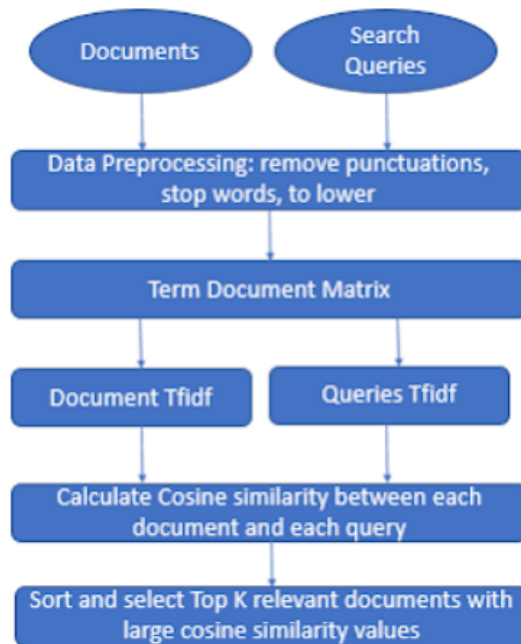 Documents
Search
Queries
Data Preprocessing: remove punctuations,
stop words, to lower
Term Document Matrix
Document Tfidf
Queries Tfidf
Calculate Cosine similarity between each
document and each query
Sort and select Top K relevant documents with
large cosine similarity values